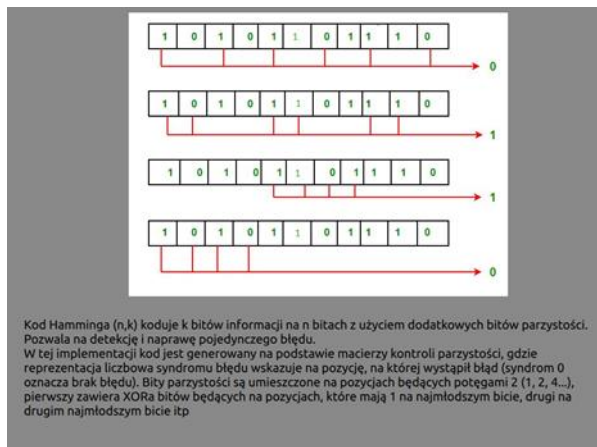 1 0 1 0 1 1 0 1 1 1 0
0
1 0 1 0 1 1 0 1 1 1 0
1
1 0 1 0 1 1 0 1 1 1 0
1
1 0 1 0 1 1 0 1 1 1 0
0
Kod Hamminga (n,k) koduje k bitów informacji na n bitach z użyciem dodatkowych bitów parzystości.
Pozwala na detekcję i naprawę pojedynczego błędu.
W tej implementacji kod jest generowany na podstawie macierzy kontroli parzystości, gdzie
reprezentacja liczbowa syndromu błędu wskazuje na pozycję, na której wystąpił błąd (syndrom 0
oznacza brak błędu). Bity parzystości są umieszczone na pozycjach będących potęgami 2 (1, 2, 4...),
pierwszy zawiera XORa bitów będących na pozycjach, które mają 1 na najmłodszym bicie, drugi na
drugim najmłodszym bicie itp